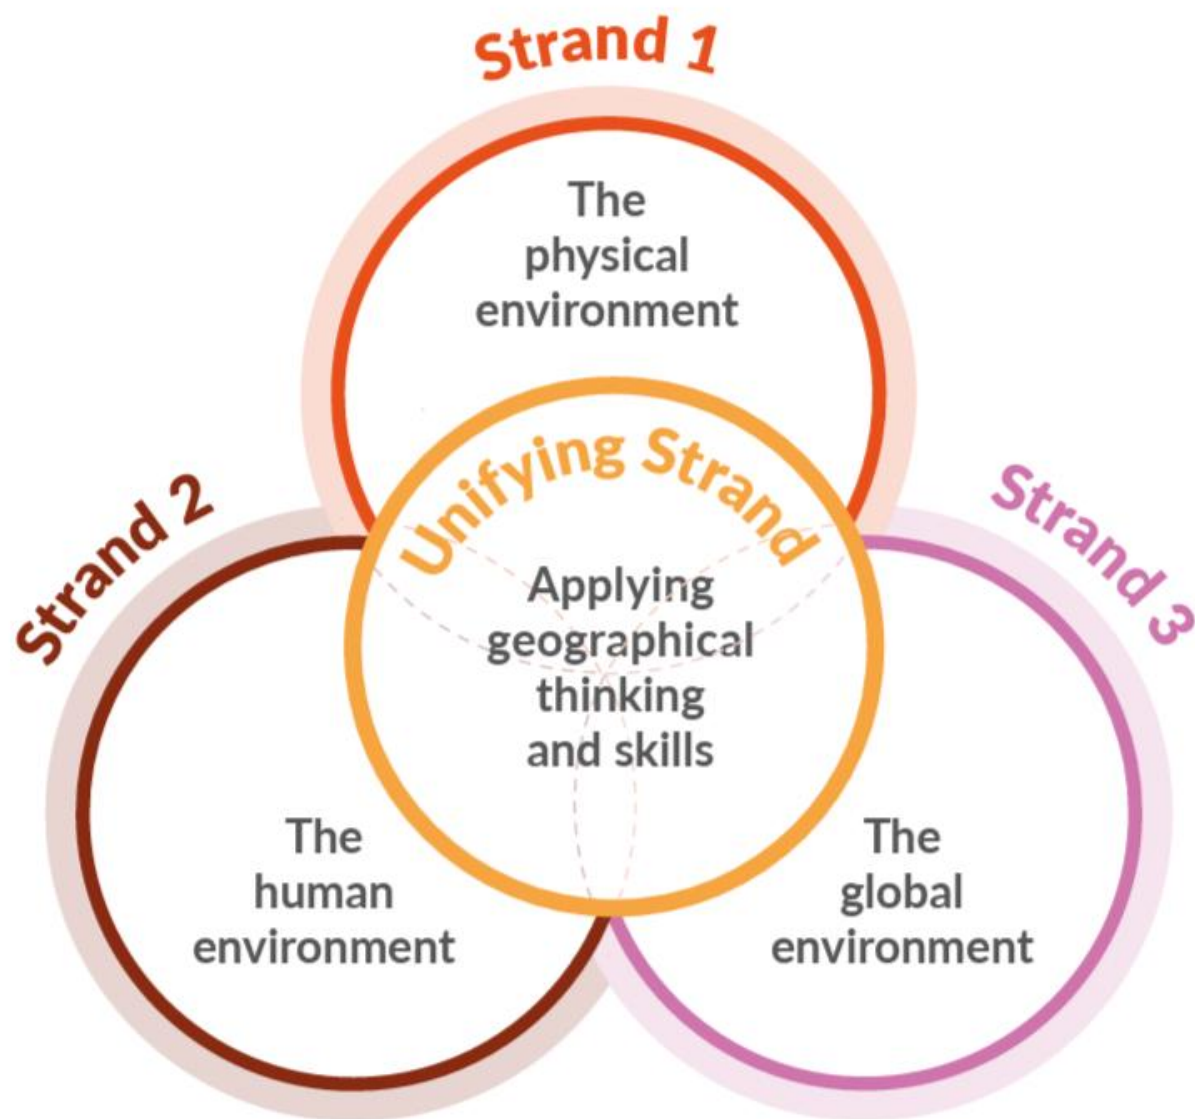 Strand 1
The
physical
environment
Unifying Strand
Applying
geographical
thinking
and skills
Strand 2
The
human
environment
Strand 3
The
global
environment